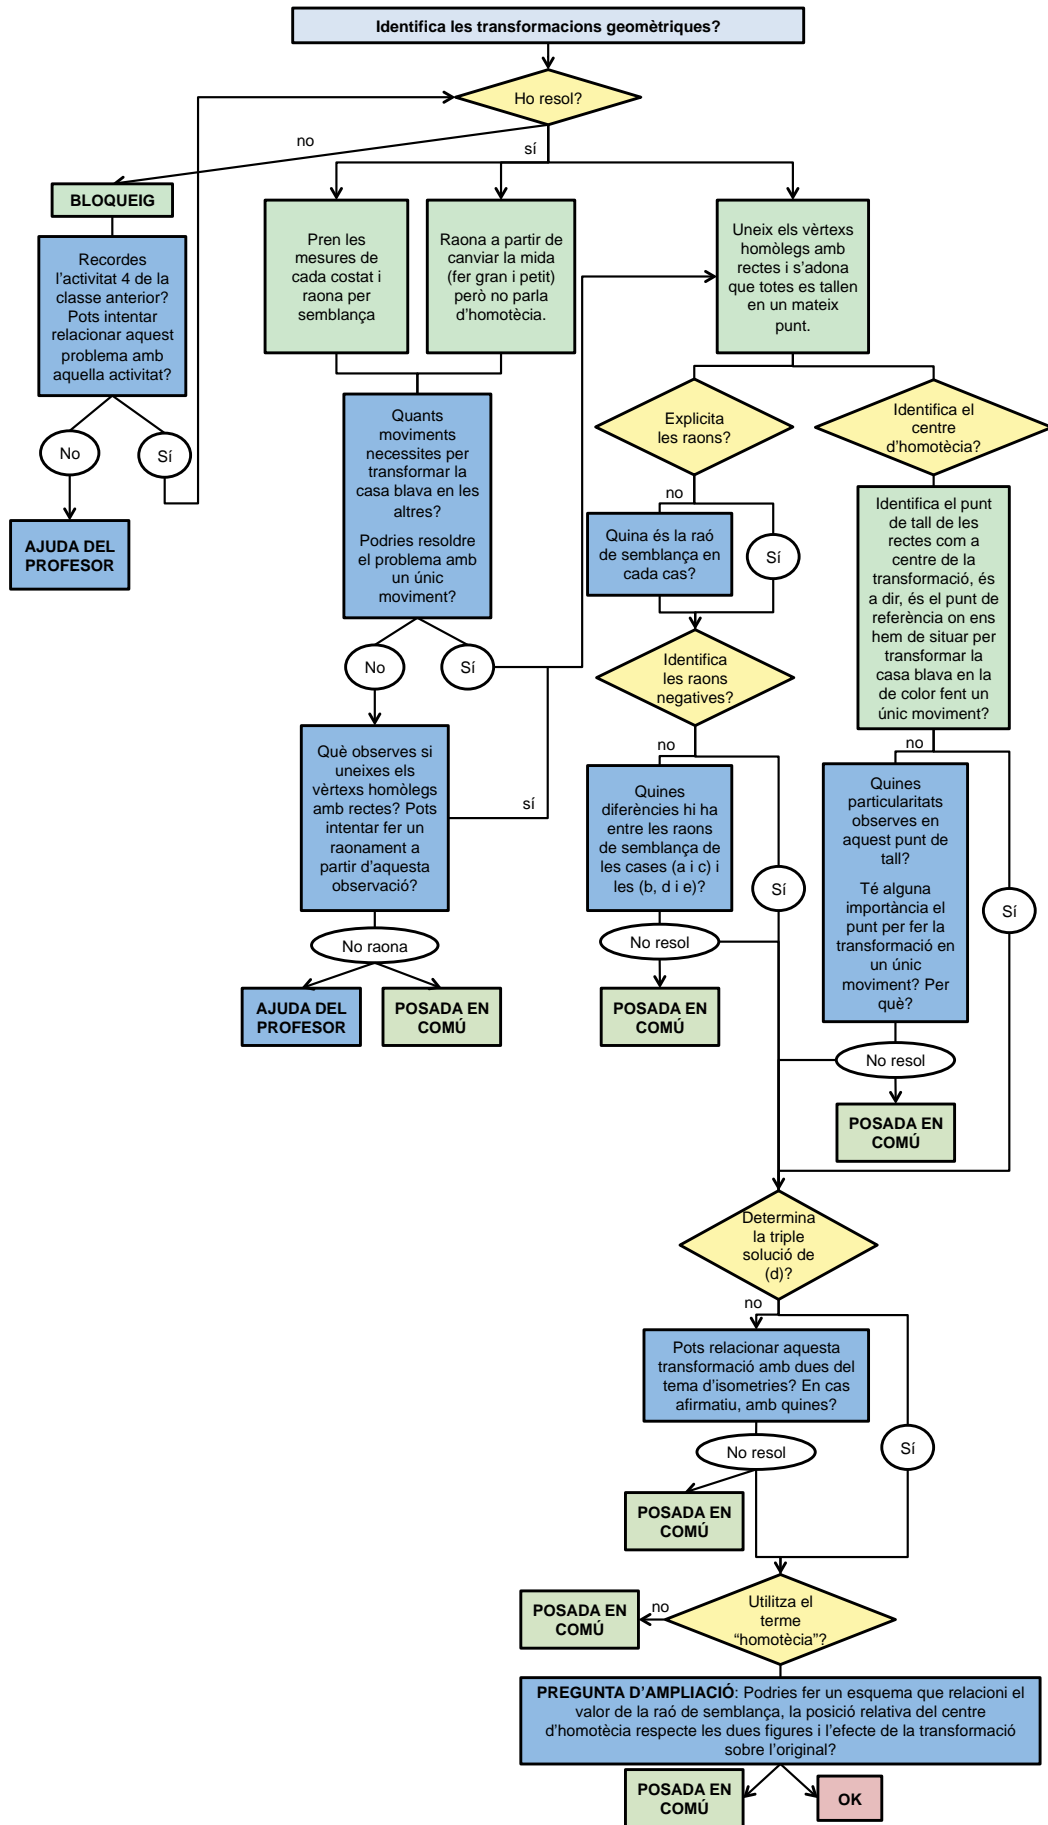 Identifica les transformacions geomètriques?
Ho resol?
no
sí
BLOQUEIG
Recordes
l'activitat 4 de la
classe anterior?
Pots intentar
relacionar aquest
problema amb
aquella activitat?
No
Sí
AJUDA DEL
PROFESOR
Pren les
mesures de
cada costat i
raona per
semblança
Raona a partir de
canviar la mida
(fer gran i petit)
però no parla
d'homotècia.
Uneix els vèrtexs
homòlegs amb
rectes i s'adona
que totes es tallen
en un mateix
punt.
Quants
moviments
necessites per
transformar la
casa blava en les
altres?
Podries resoldre
el problema amb
un únic
moviment?
No
Sí
Què observes si
uneixes els
vèrtexs homòlegs
amb rectes? Pots
intentar fer un
raonament a
partir d'aquesta
observació?
sí
No raona
AJUDA DEL
PROFESOR
POSADA EN
COMÚ
Explicita
les raons?
no
Quina és la raó
de semblança en
cada cas?
Sí
Identifica
les raons
negatives?
no
Quines
diferències hi ha
entre les raons
de semblança de
les cases (a i c) i
les (b, d i e)?
Sí
No resol
POSADA EN
COMÚ
Identifica el
centre
d'homotècia?
Identifica el punt
de tall de les
rectes com a
centre de la
transformació, és
a dir, és el punt de
referència on ens
hem de situar per
transformar la
casa blava en la
de color fent un
únic moviment?
no
Quines
particularitats
observes en
aquest punt de
tall?
Té alguna
importància el
punt per fer la
transformació en
un únic
moviment? Per
què?
Sí
No resol
POSADA EN
COMÚ
Determina
la triple
solució de
(d)?
no
Pots relacionar aquesta
transformació amb dues del
tema d'isometries? En cas
afirmatiu, amb quines?
Sí
No resol
POSADA EN
COMÚ
Utilitza el
terme
“homotècia”?
no
POSADA EN
COMÚ
PREGUNTA D'AMPLIACIÓ: Podries fer un esquema que relacioni el
valor de la raó de semblança, la posició relativa del centre
d'homotècia respecte les dues figures i l'efecte de la transformació
sobre l'original?
POSADA EN
COMÚ
OK